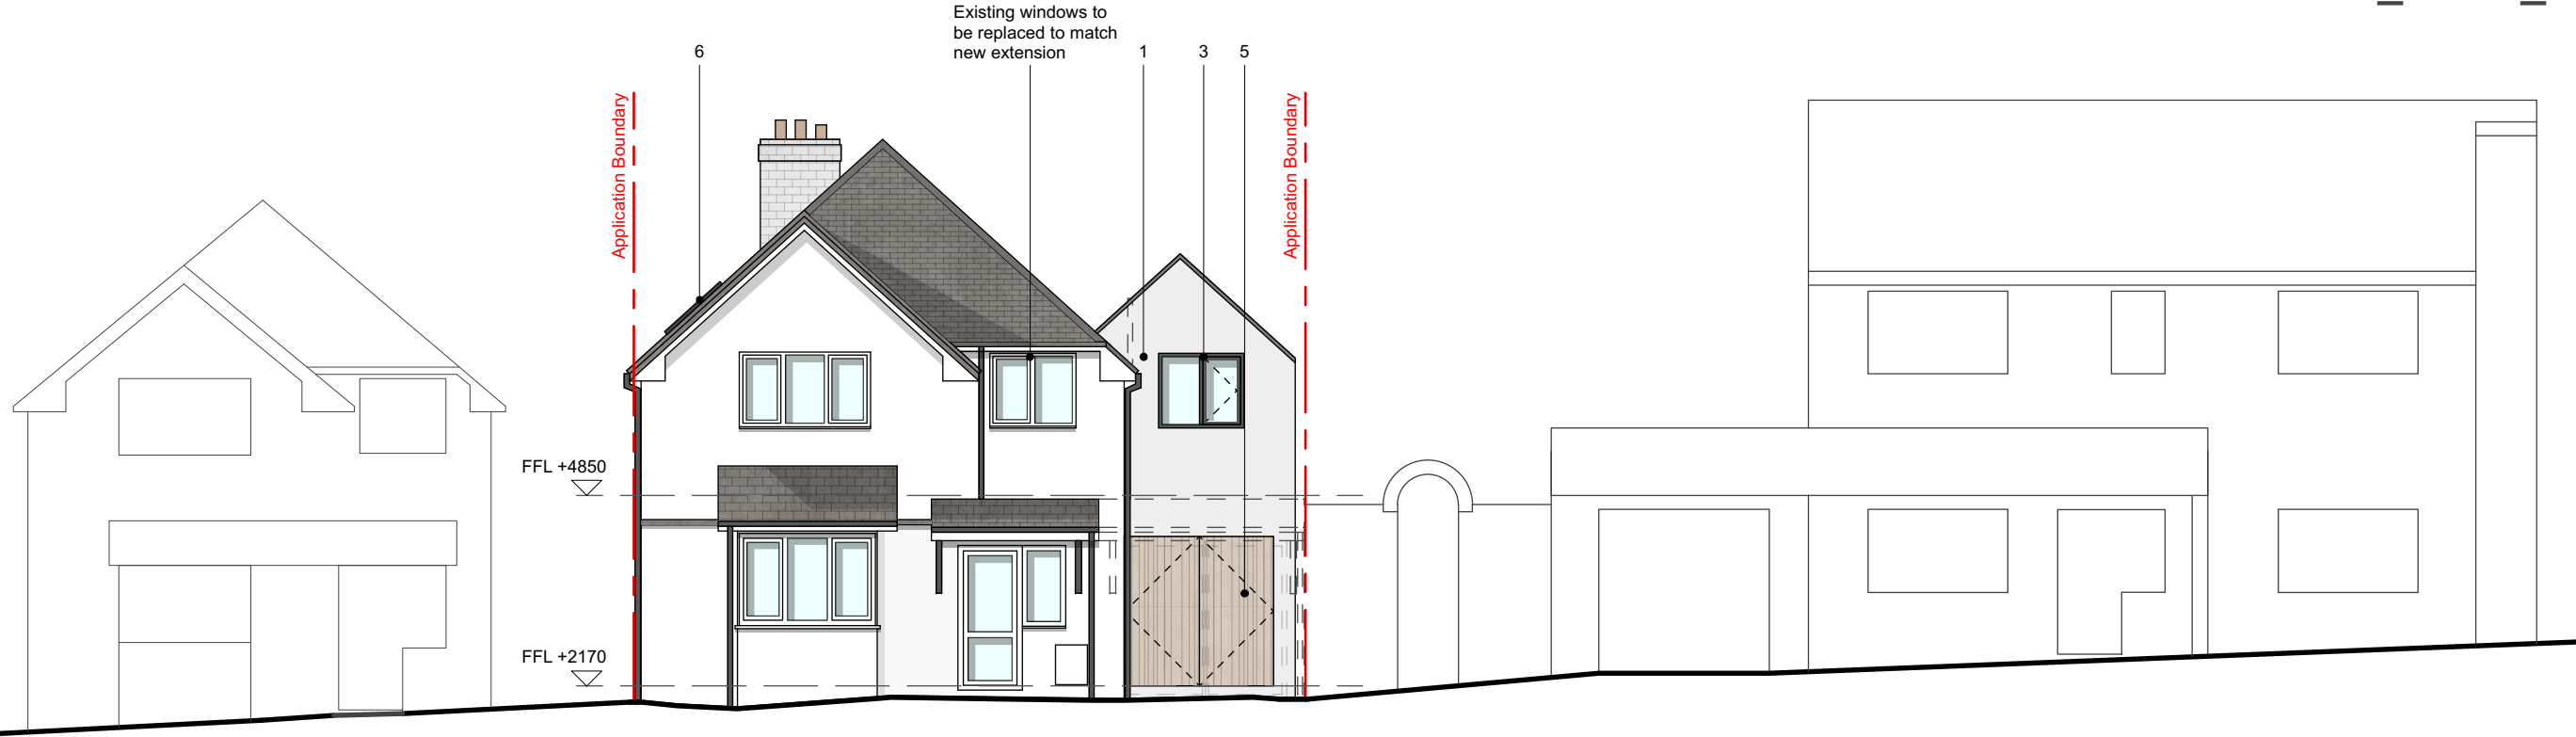 Existing windows to
be replaced to match
new extension
6
1
3
5
Application Boundary
Application Boundary
FFL +4850
FFL +2170